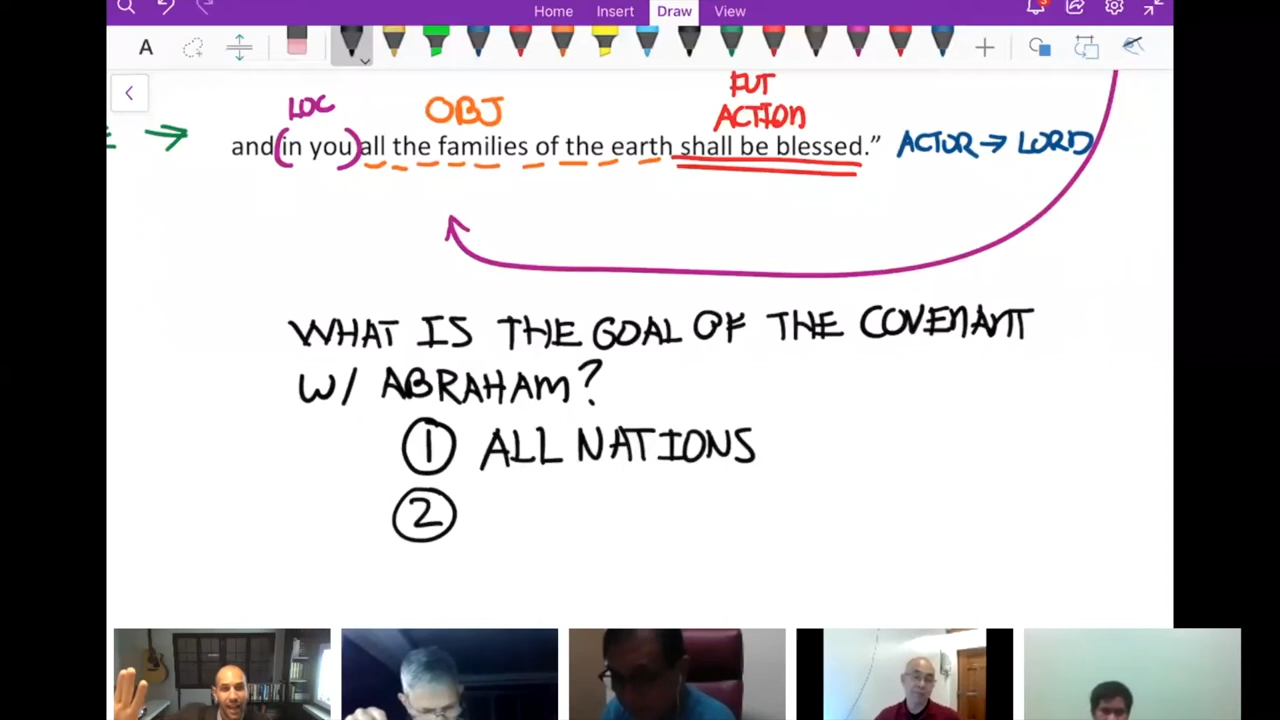 Home Insert Draw View
A
LOC OBJ FUT
ACTION
and in you all the families of the earth shall be blessed.” ACTOR → LORD
WHAT IS THE GOAL OF THE COVENANT
W/ ABRAHAM?
1 ALL NATIONS
2